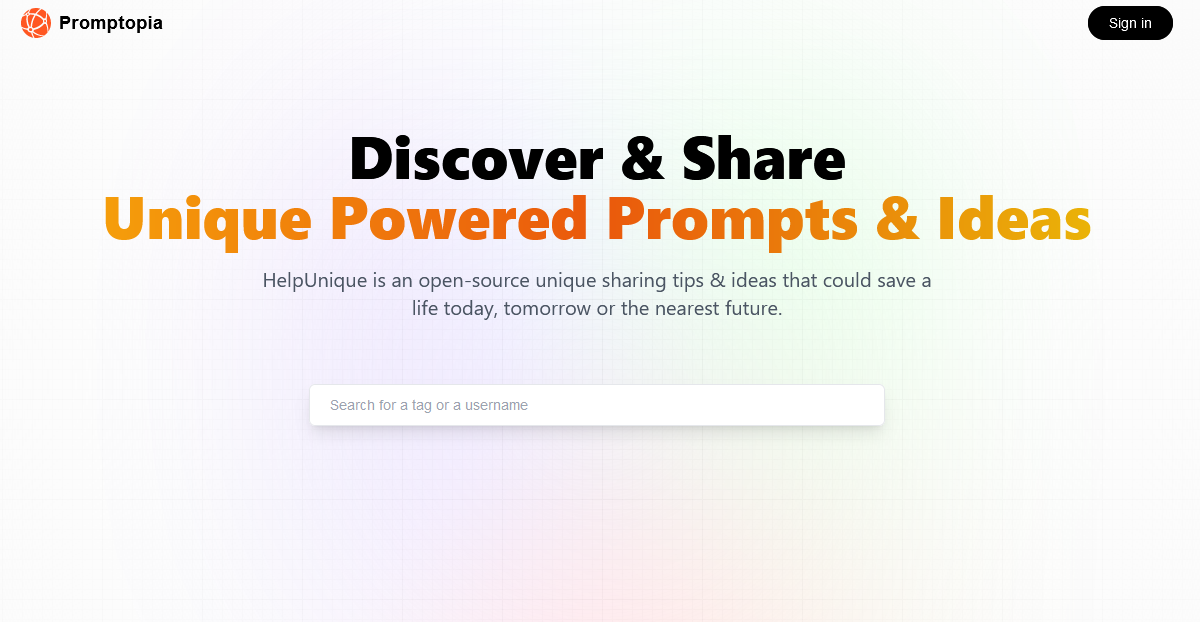 Promptopia
Sign in
Discover & Share
Unique Powered Prompts & Ideas
HelpUnique is an open-source unique sharing tips & ideas that could save a
life today, tomorrow or the nearest future.
Search for a tag or a username